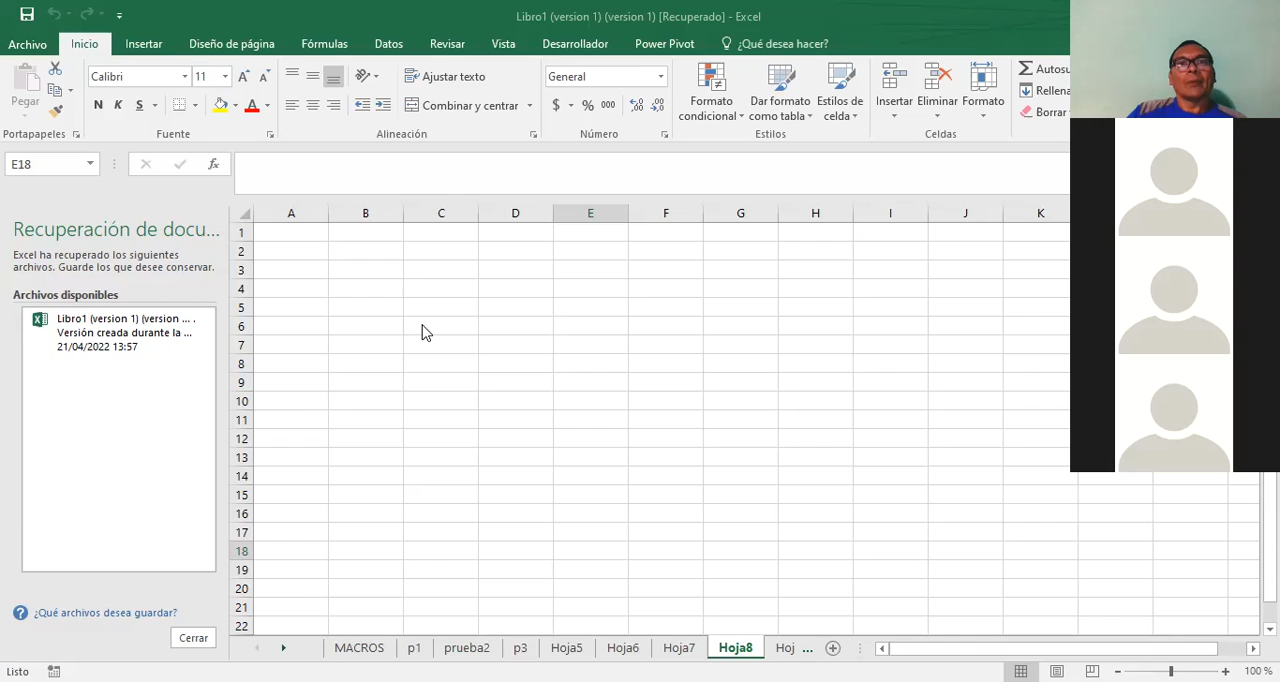 Libro1 (version 1) (version 1) [Recuperado] - Excel
Archivo Inicio Insertar Diseño de página Fórmulas Datos Revisar Vista Desarrollador Power Pivot ¿Qué desea hacer?
Pegar
Calibri 11
N K S
Ajustar texto
Combinar y centrar
General
$ % 000
Formato condicional
Dar formato como tabla
Estilos de celda
Insertar Eliminar Formato
Autosu
Rellena
Borrar
Portapapeles Fuente Alineación Número Estilos Celdas
E18
fx
A B C D E F G H I J K
1
2
3
4
5
6
7
8
9
10
11
12
13
14
15
16
17
18
19
20
21
22
Recuperación de docu...
Excel ha recuperado los siguientes
archivos. Guarde los que desee conservar.
Archivos disponibles
Libro1 (version 1) (version ... .
Versión creada durante la ...
21/04/2022 13:57
¿Qué archivos desea guardar?
Cerrar
MACROS p1 prueba2 p3 Hoja5 Hoja6 Hoja7 Hoja8 Hoj ...
Listo
100 %